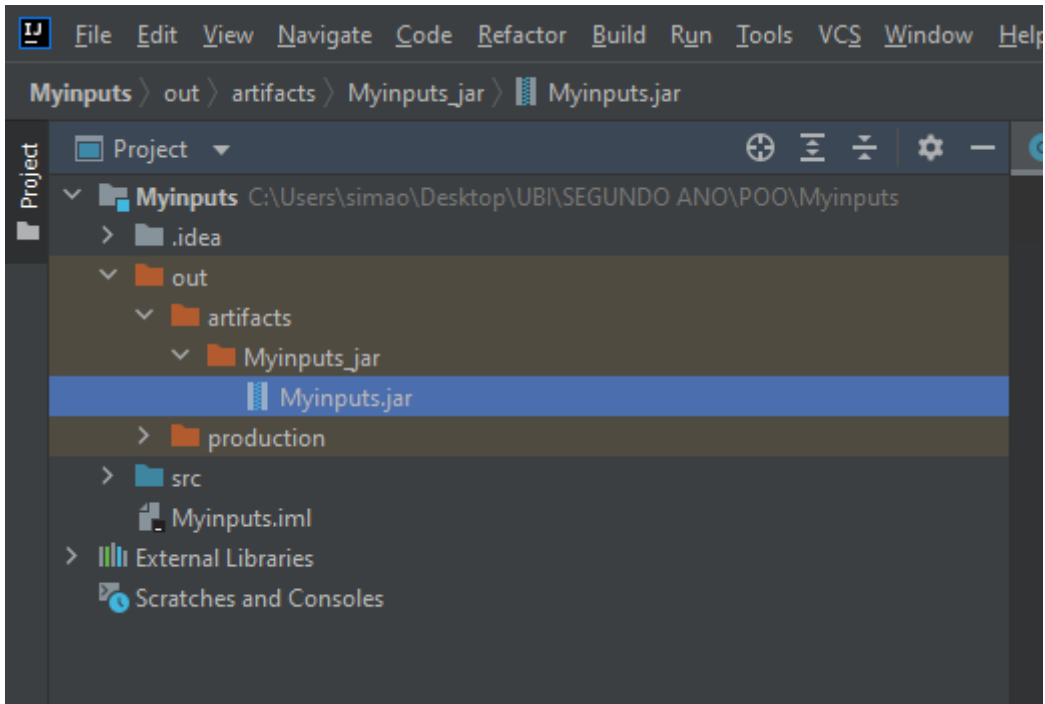 IJ File Edit View Navigate Code Refactor Build Run Tools VCS Window Help
Myinputs out artifacts Myinputs_jar Myinputs.jar
Project
Project
Myinputs C:\Users\simao\Desktop\UBI\SEGUNDO ANO\POO\Myinputs
.idea
out
artifacts
Myinputs_jar
Myinputs.jar
production
src
Myinputs.iml
External Libraries
Scratches and Consoles